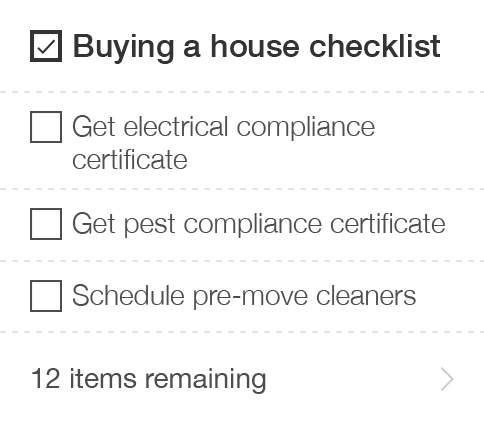 Buying a house checklist
Get electrical compliance
certificate
Get pest compliance certificate
Schedule pre-move cleaners
12 items remaining